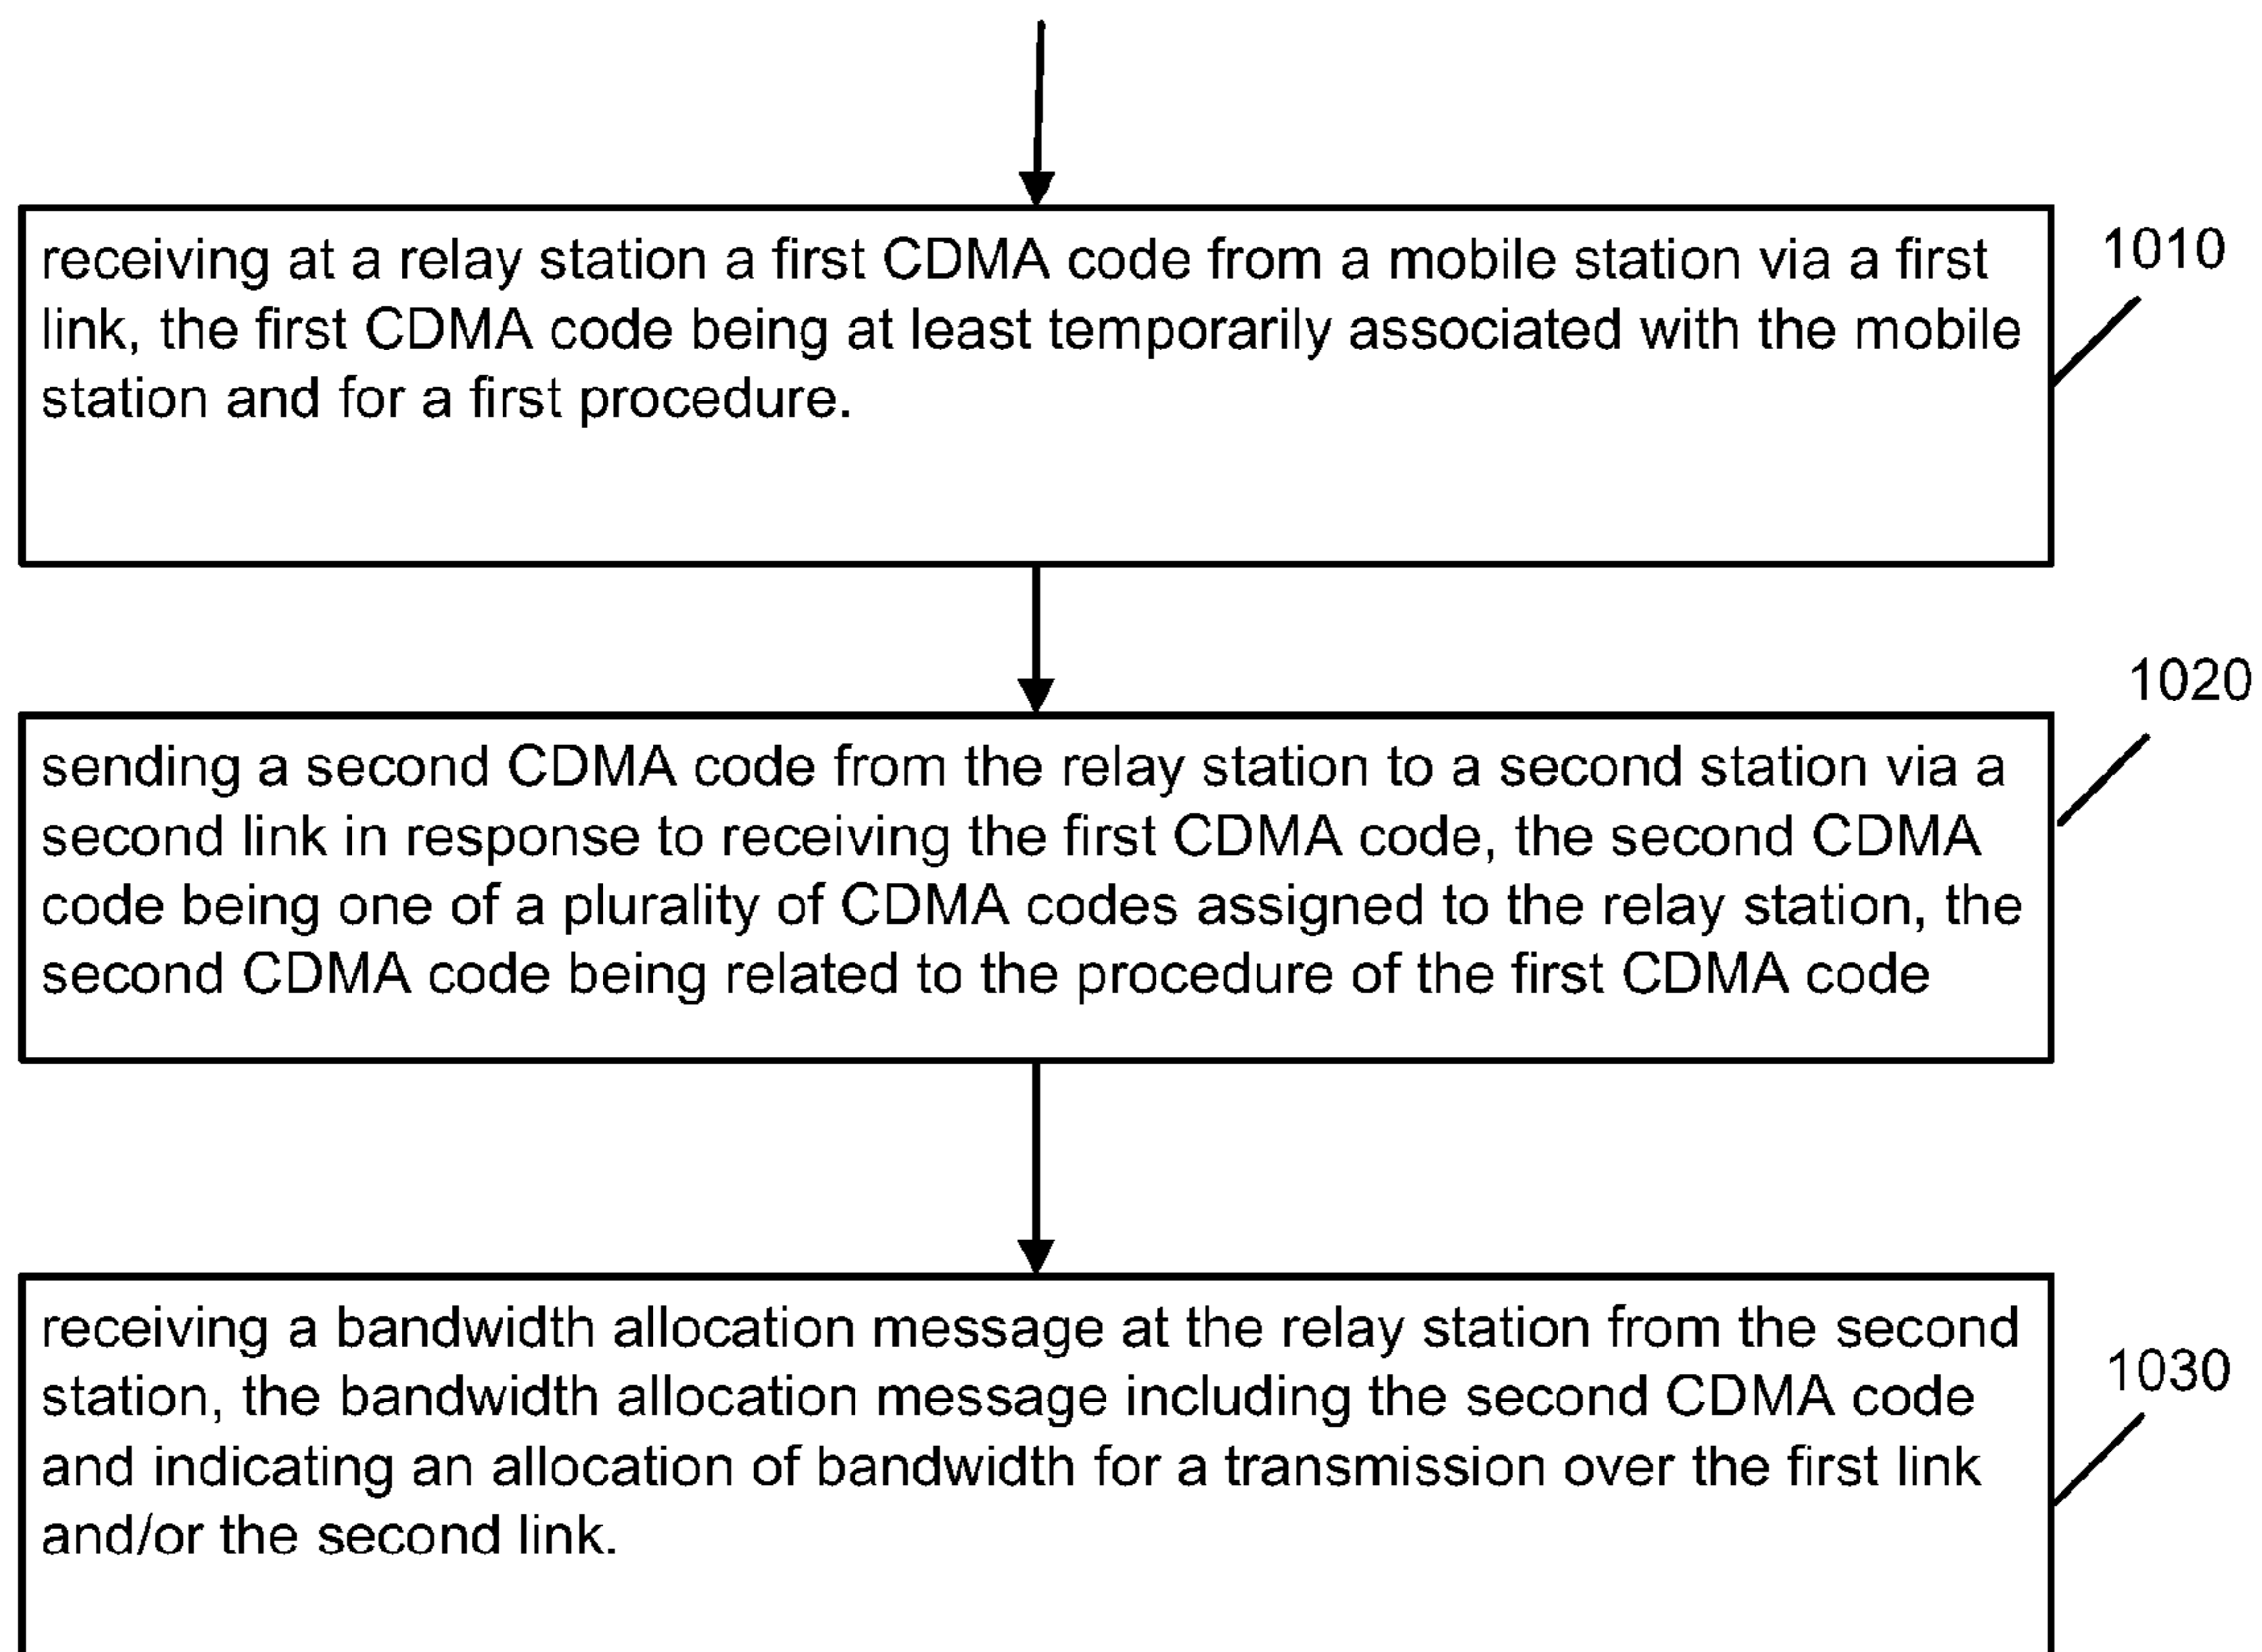 receiving at a relay station a first CDMA code from a mobile station via a first
link, the first CDMA code being at least temporarily associated with the mobile
station and for a first procedure.
1010
sending a second CDMA code from the relay station to a second station via a
second link in response to receiving the first CDMA code, the second CDMA
code being one of a plurality of CDMA codes assigned to the relay station, the
second CDMA code being related to the procedure of the first CDMA code
1020
receiving a bandwidth allocation message at the relay station from the second
station, the bandwidth allocation message including the second CDMA code
and indicating an allocation of bandwidth for a transmission over the first link
and/or the second link.
1030